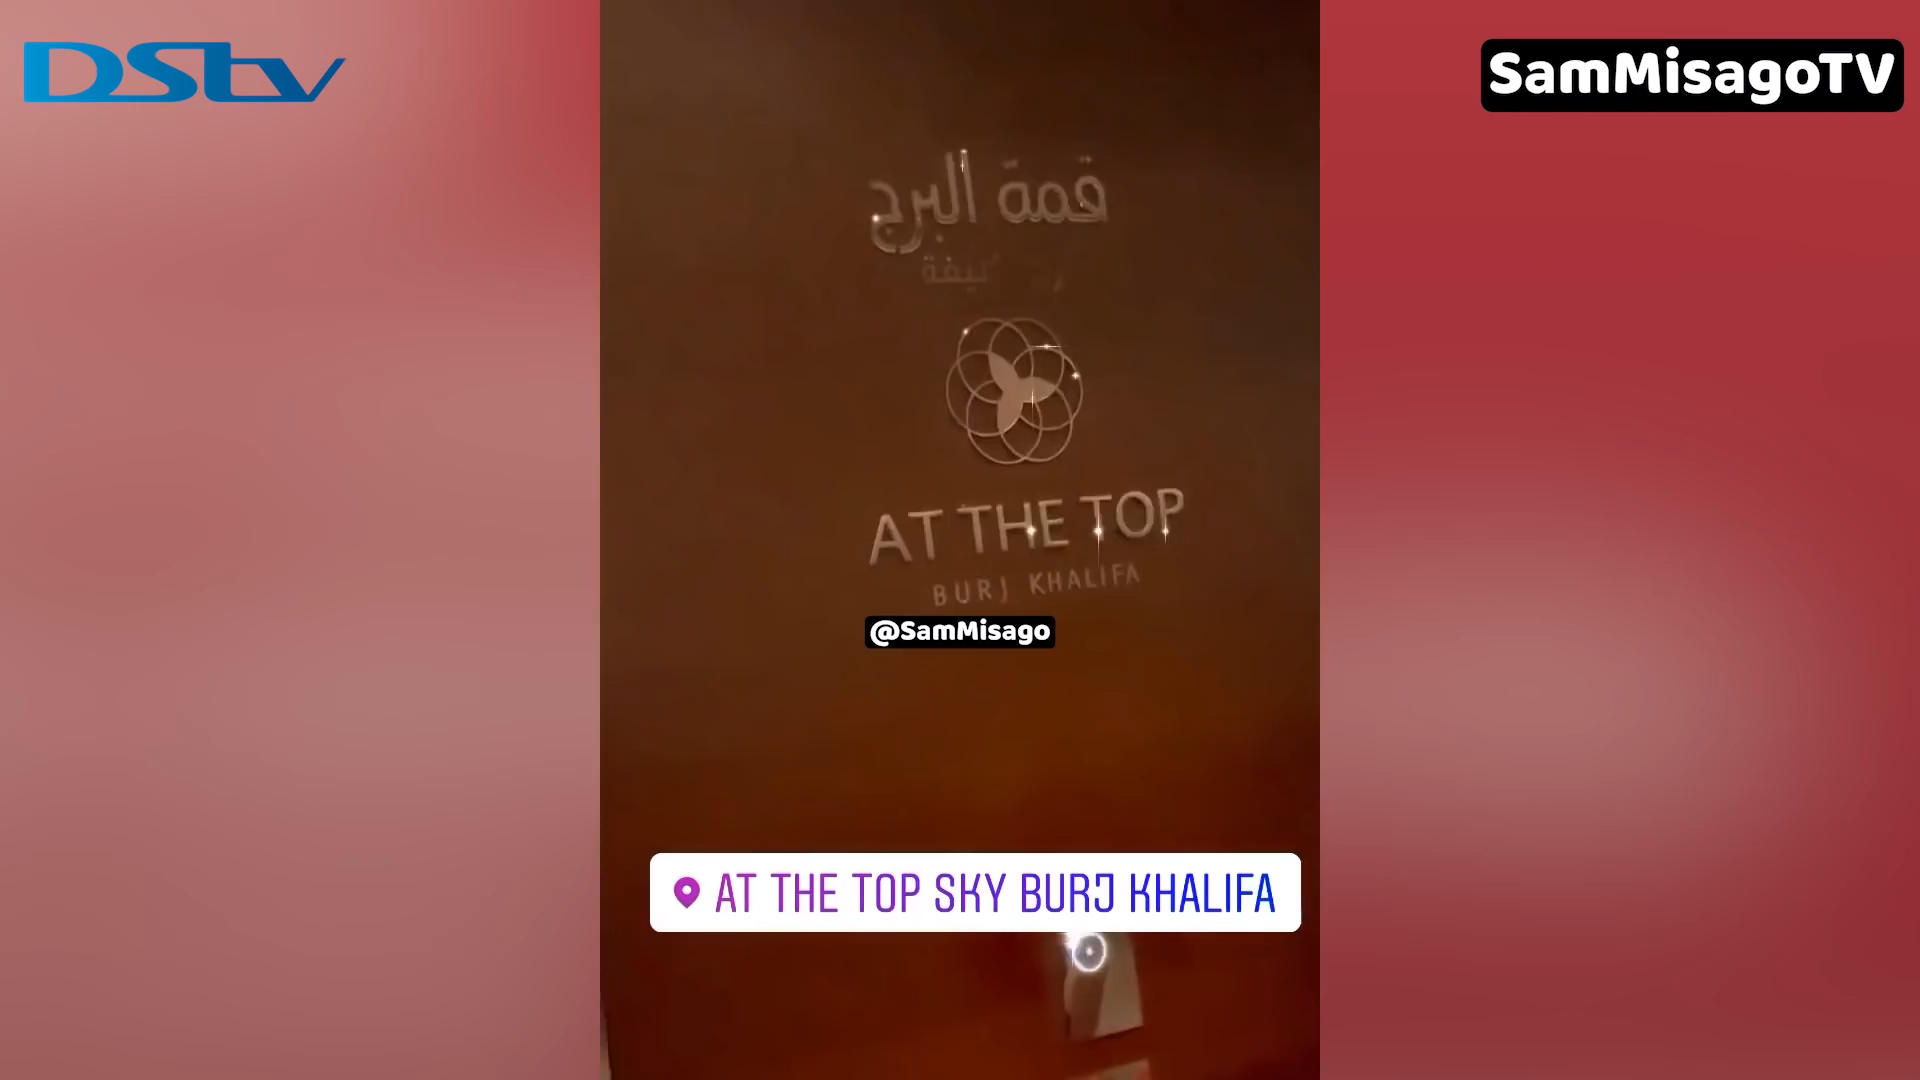 DStv
SamMisagoTV
قمة البرج
AT THE TOP
BURJ KHALIFA
@SamMisago
AT THE TOP SKY BURJ KHALIFA